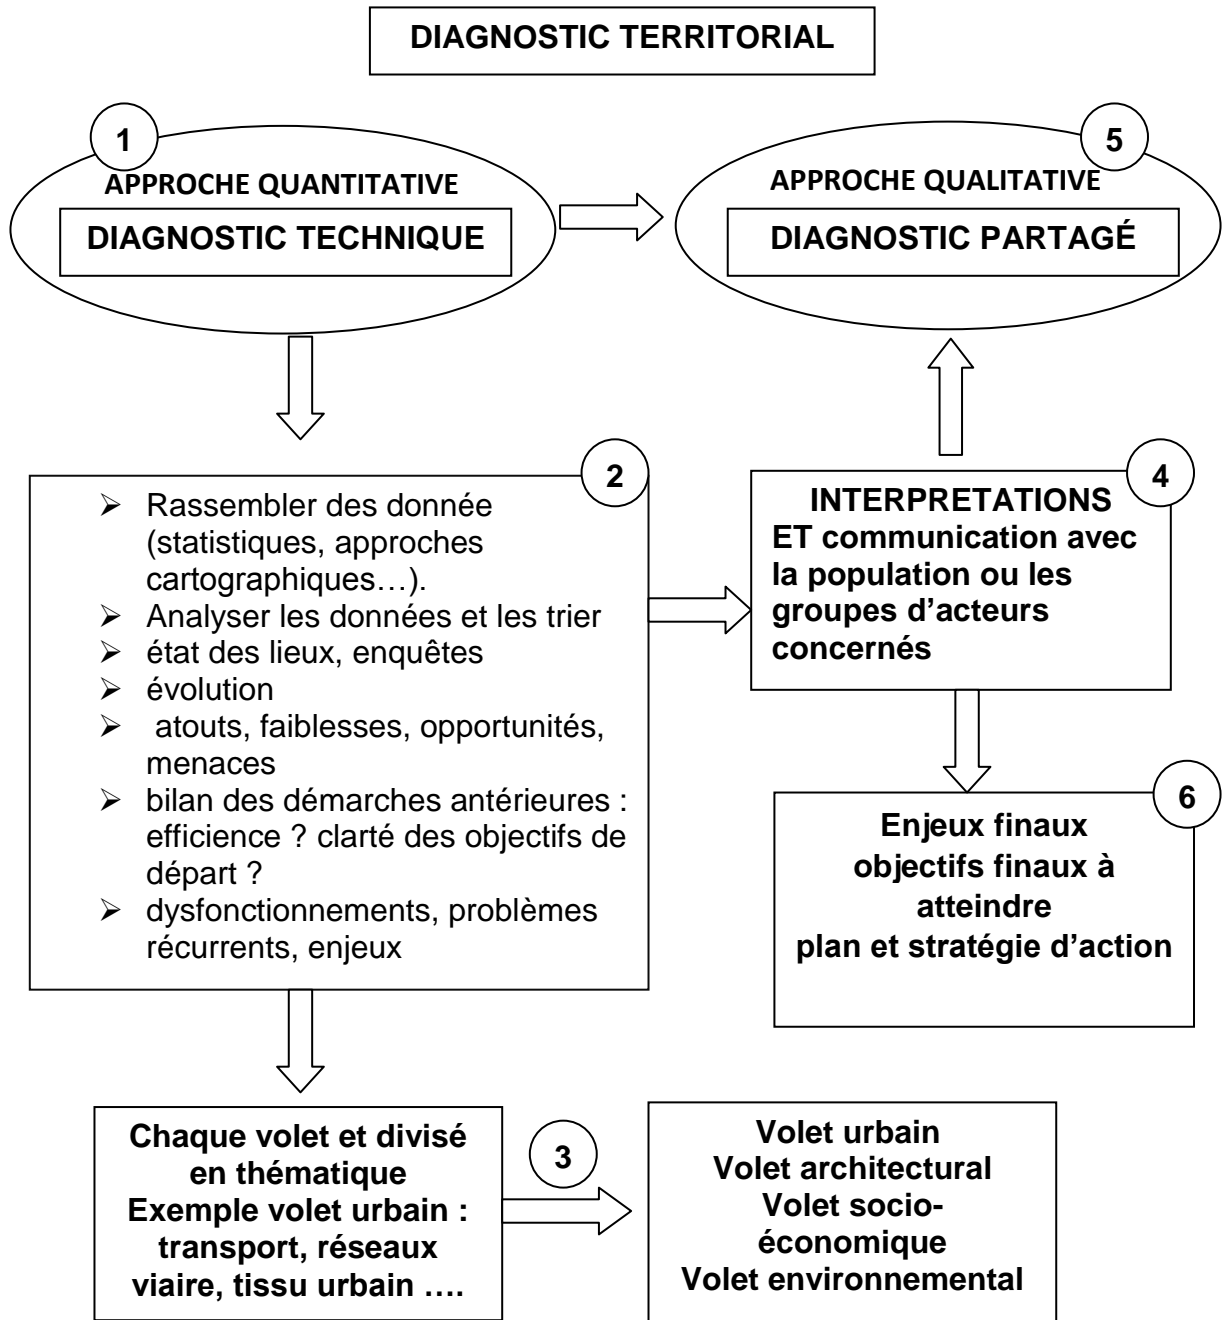 DIAGNOSTIC TERRITORIAL
1
APPROCHE QUANTITATIVE
DIAGNOSTIC TECHNIQUE
5
APPROCHE QUALITATIVE
DIAGNOSTIC PARTAGÉ
2
➢ Rassembler des donnée
(statistiques, approches
cartographiques…).
➢ Analyser les données et les trier
➢ état des lieux, enquêtes
➢ évolution
➢ atouts, faiblesses, opportunités,
menaces
➢ bilan des démarches antérieures :
efficience ? clarté des objectifs de
départ ?
➢ dysfonctionnements, problèmes
récurrents, enjeux
4
INTERPRETATIONS
ET communication avec
la population ou les
groupes d’acteurs
concernés
6
Enjeux finaux
objectifs finaux à
atteindre
plan et stratégie d’action
Chaque volet et divisé
en thématique
Exemple volet urbain :
transport, réseaux
viaire, tissu urbain ….
3
Volet urbain
Volet architectural
Volet socio-
économique
Volet environnemental